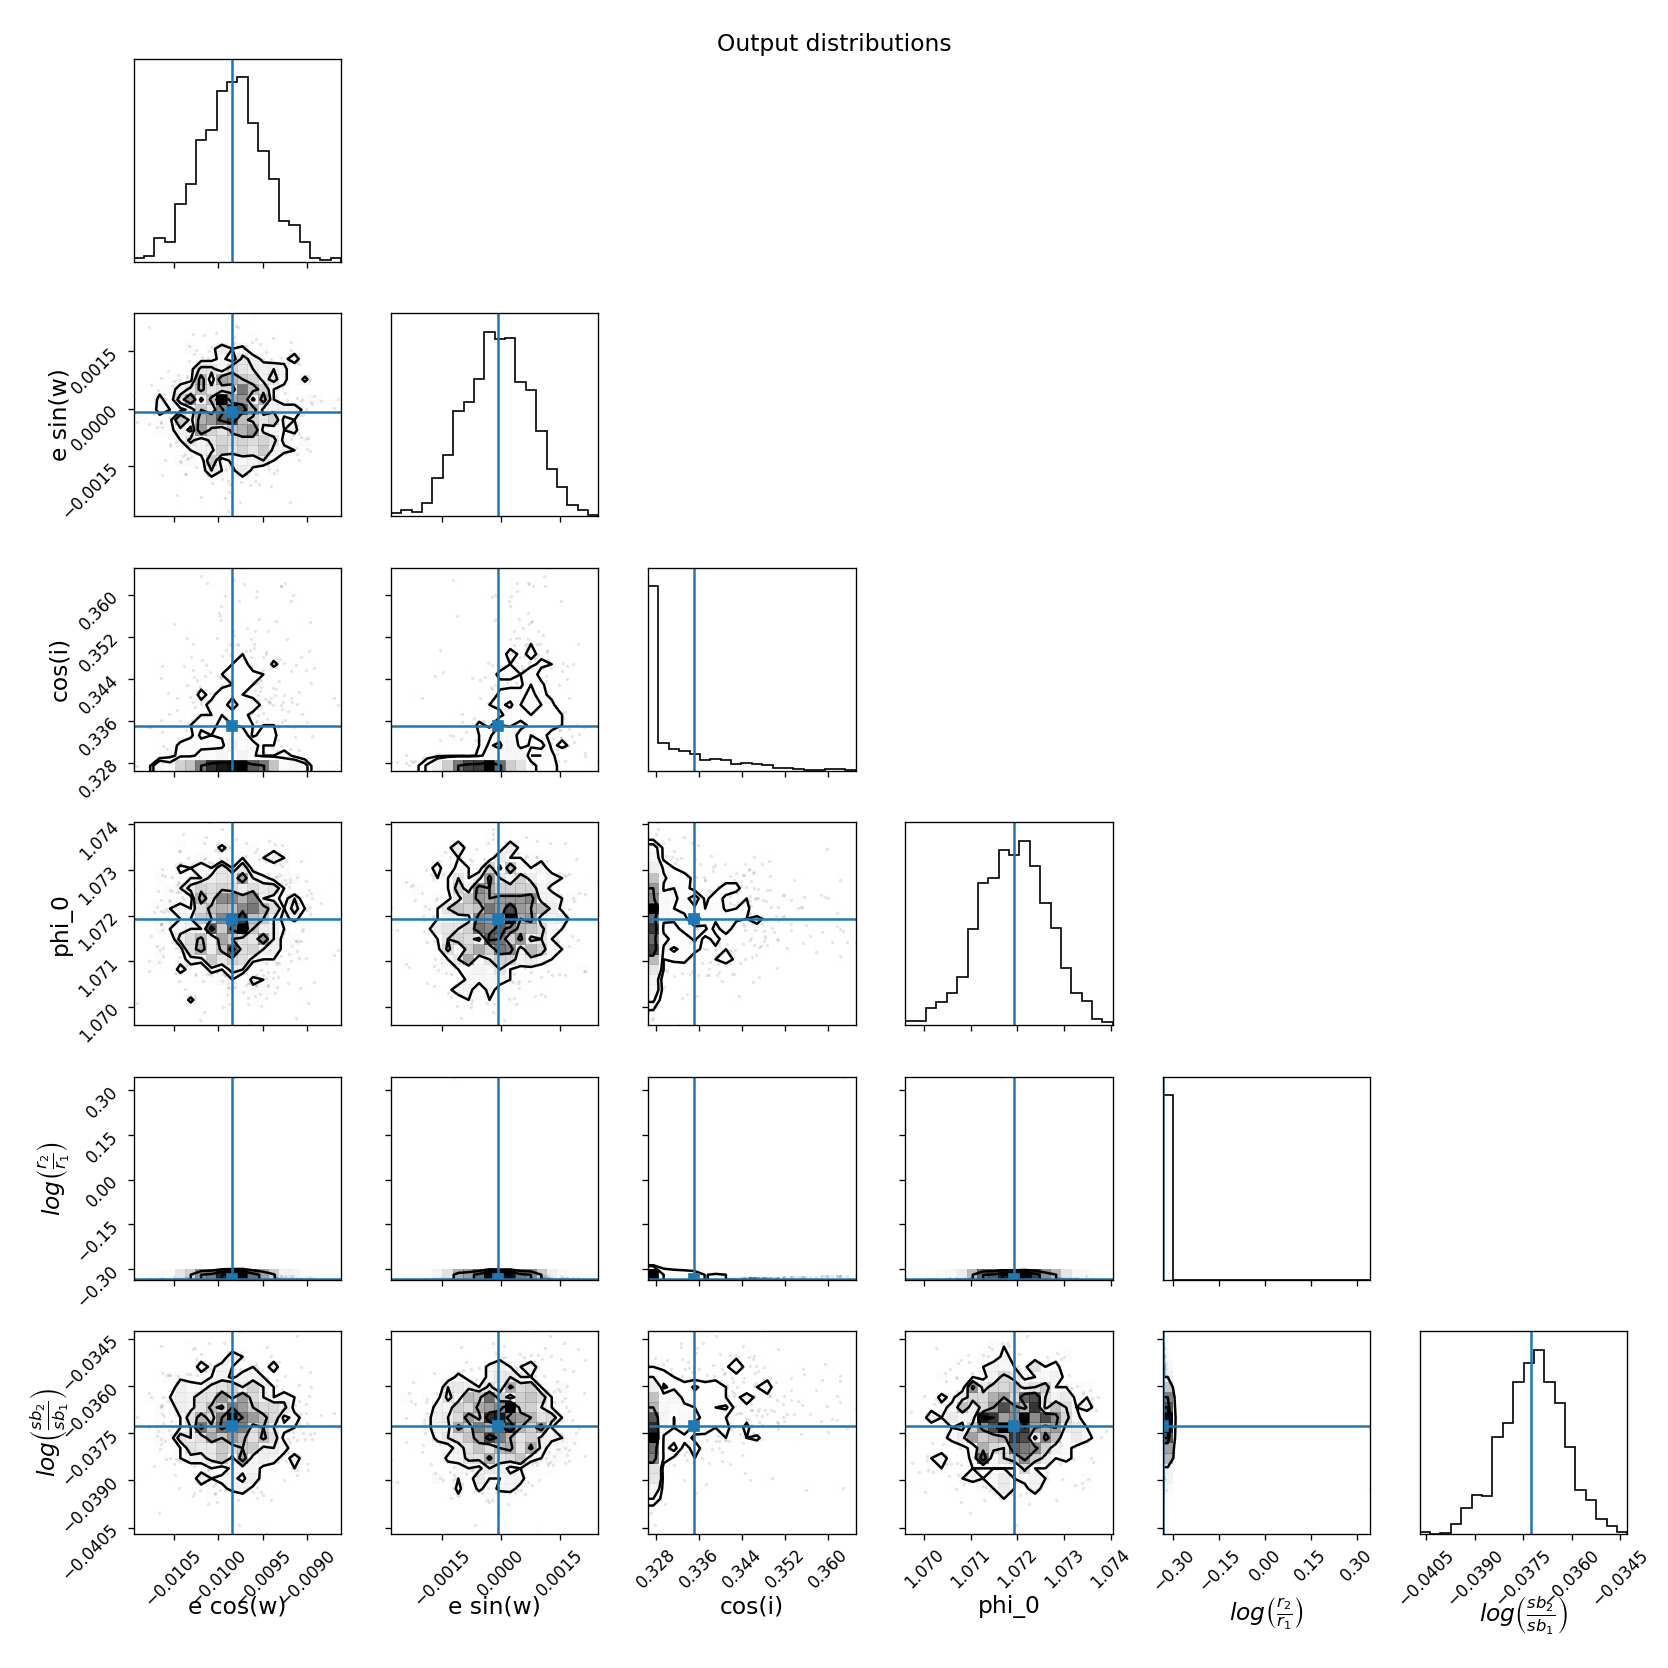 Output distributions
e sin(w)
0.0015
0.0000
−0.0015
cos(i)
0.360
0.352
0.344
0.336
0.328
phi_0
1.074
1.073
1.072
1.071
1.070
log(r₂/r₁)
0.30
0.15
0.00
−0.15
−0.30
log(sb₂/sb₁)
−0.0345
−0.0360
−0.0375
−0.0390
−0.0405
−0.0105 −0.0100 −0.0095 −0.0090
e cos(w)
−0.0015 0.0000 0.0015
e sin(w)
0.328 0.336 0.344 0.352 0.360
cos(i)
1.070 1.071 1.072 1.073 1.074
phi_0
−0.30 −0.15 0.00 0.15 0.30
log(r₂/r₁)
−0.0405 −0.0390 −0.0375 −0.0360 −0.0345
log(sb₂/sb₁)